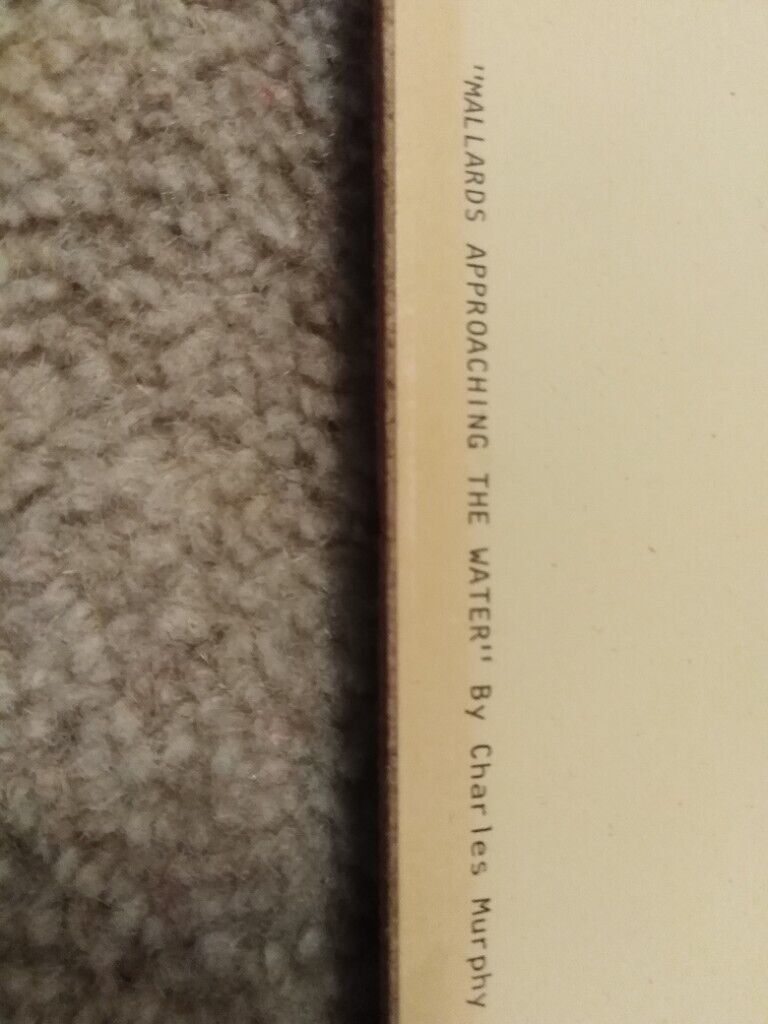 "MALLARDS APPROACHING THE WATER" By Charles Murphy